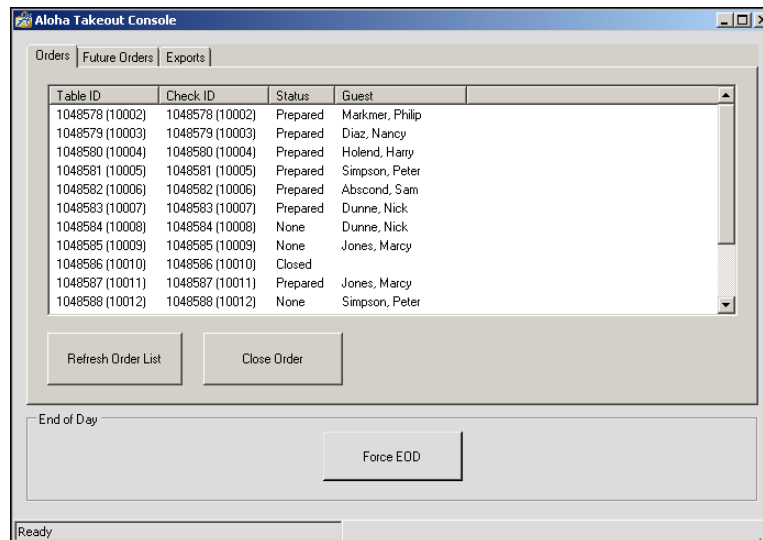 Aloha Takeout Console
Orders Future Orders Exports
Table ID Check ID Status Guest
1048578 (10002) 1048578 (10002) Prepared Markmer, Philip
1048579 (10003) 1048579 (10003) Prepared Diaz, Nancy
1048580 (10004) 1048580 (10004) Prepared Holend, Harry
1048581 (10005) 1048581 (10005) Prepared Simpson, Peter
1048582 (10006) 1048582 (10006) Prepared Abscond, Sam
1048583 (10007) 1048583 (10007) Prepared Dunne, Nick
1048584 (10008) 1048584 (10008) None Dunne, Nick
1048585 (10009) 1048585 (10009) None Jones, Marcy
1048586 (10010) 1048586 (10010) Closed
1048587 (10011) 1048587 (10011) Prepared Jones, Marcy
1048588 (10012) 1048588 (10012) None Simpson, Peter
Refresh Order List Close Order
End of Day
Force EOD
Ready